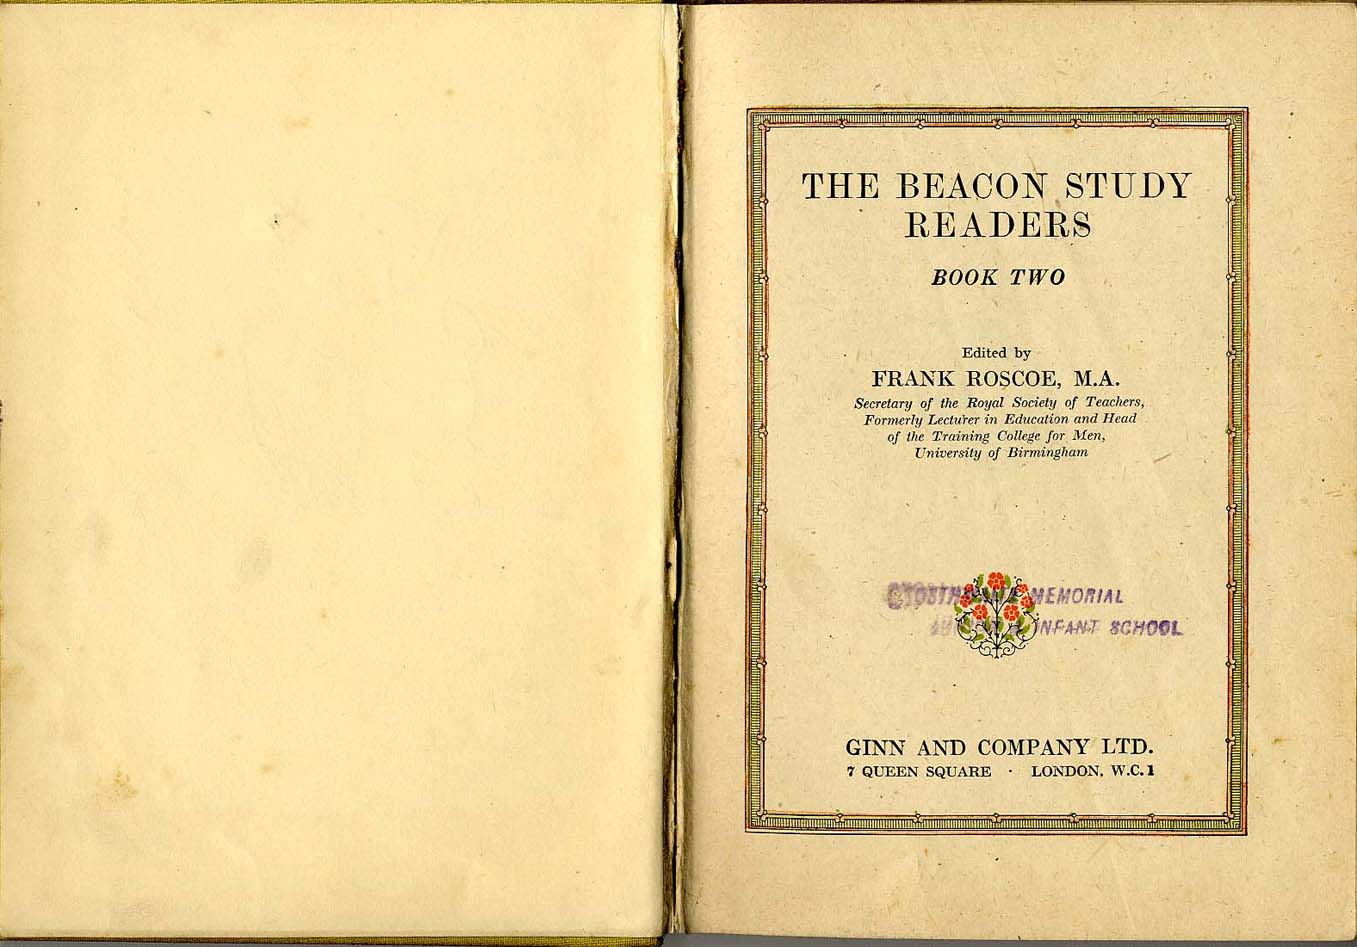 THE BEACON STUDY
READERS
BOOK TWO
Edited by
FRANK ROSCOE, M.A.
Secretary of the Royal Society of Teachers,
Formerly Lecturer in Education and Head
of the Training College for Men,
University of Birmingham
MEMORIAL
INFANT SCHOOL
GINN AND COMPANY LTD.
7 QUEEN SQUARE · LONDON, W.C.1